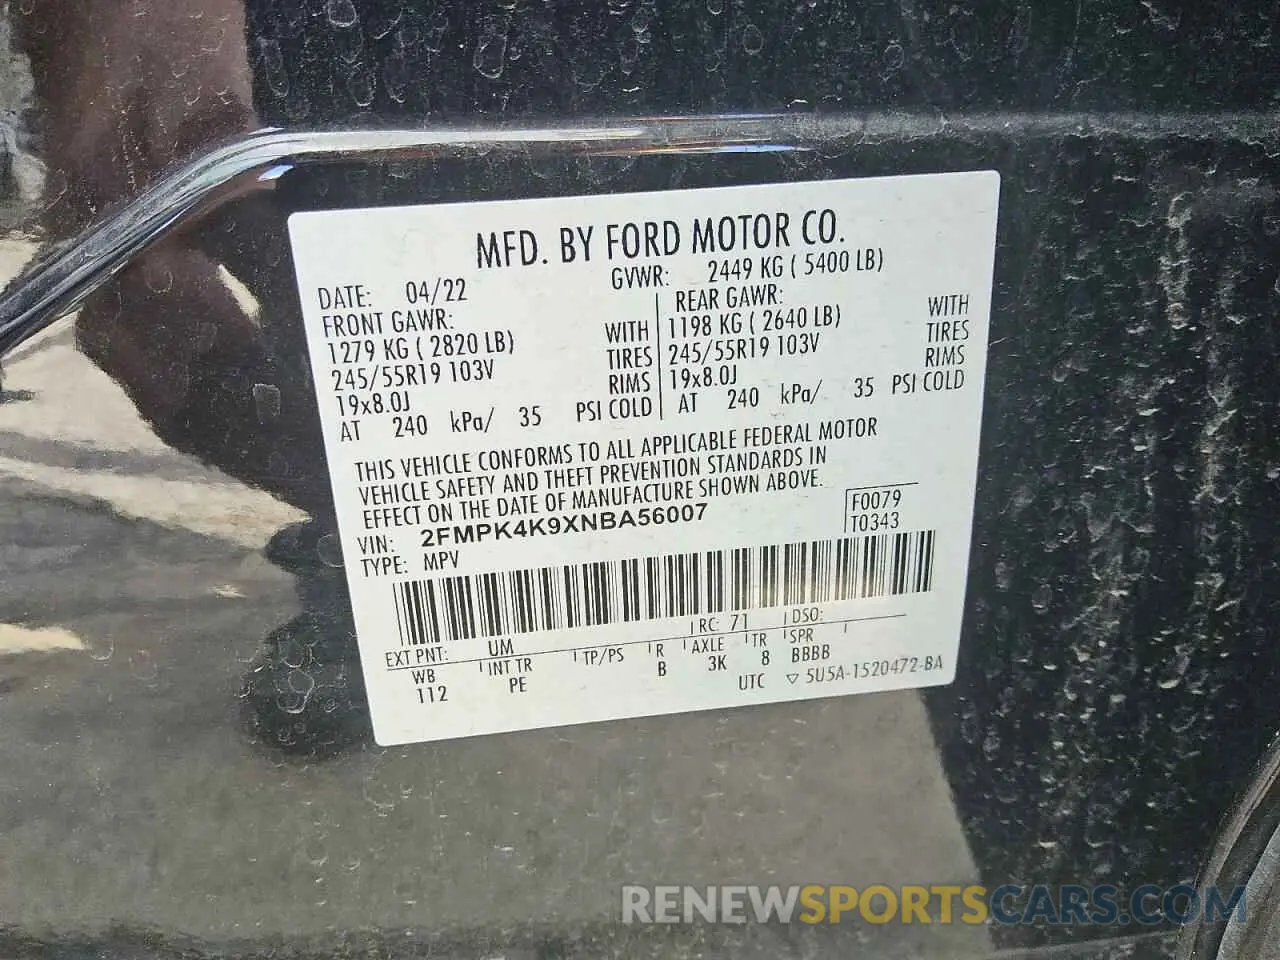 MFD. BY FORD MOTOR CO.
DATE: 04/22 GVWR: 2449 KG ( 5400 LB)
FRONT GAWR: REAR GAWR:
1279 KG ( 2820 LB) WITH 1198 KG ( 2640 LB) WITH
245/55R19 103V TIRES 245/55R19 103V TIRES
19x8.0J RIMS 19x8.0J RIMS
AT 240 kPa/ 35 PSI COLD AT 240 kPa/ 35 PSI COLD
THIS VEHICLE CONFORMS TO ALL APPLICABLE FEDERAL MOTOR
VEHICLE SAFETY AND THEFT PREVENTION STANDARDS IN
EFFECT ON THE DATE OF MANUFACTURE SHOWN ABOVE.
VIN: 2FMPK4K9XNBA56007 F0079
TYPE: MPV T0343
EXT PNT: UM RC: 71 DSO:
WB INT TR TP/PS R AXLE TR SPR
112 PE B 3K 8 BBBB
UTC ▽ 5U5A-1520472-BA
RENEWSPORTSCARS.COM